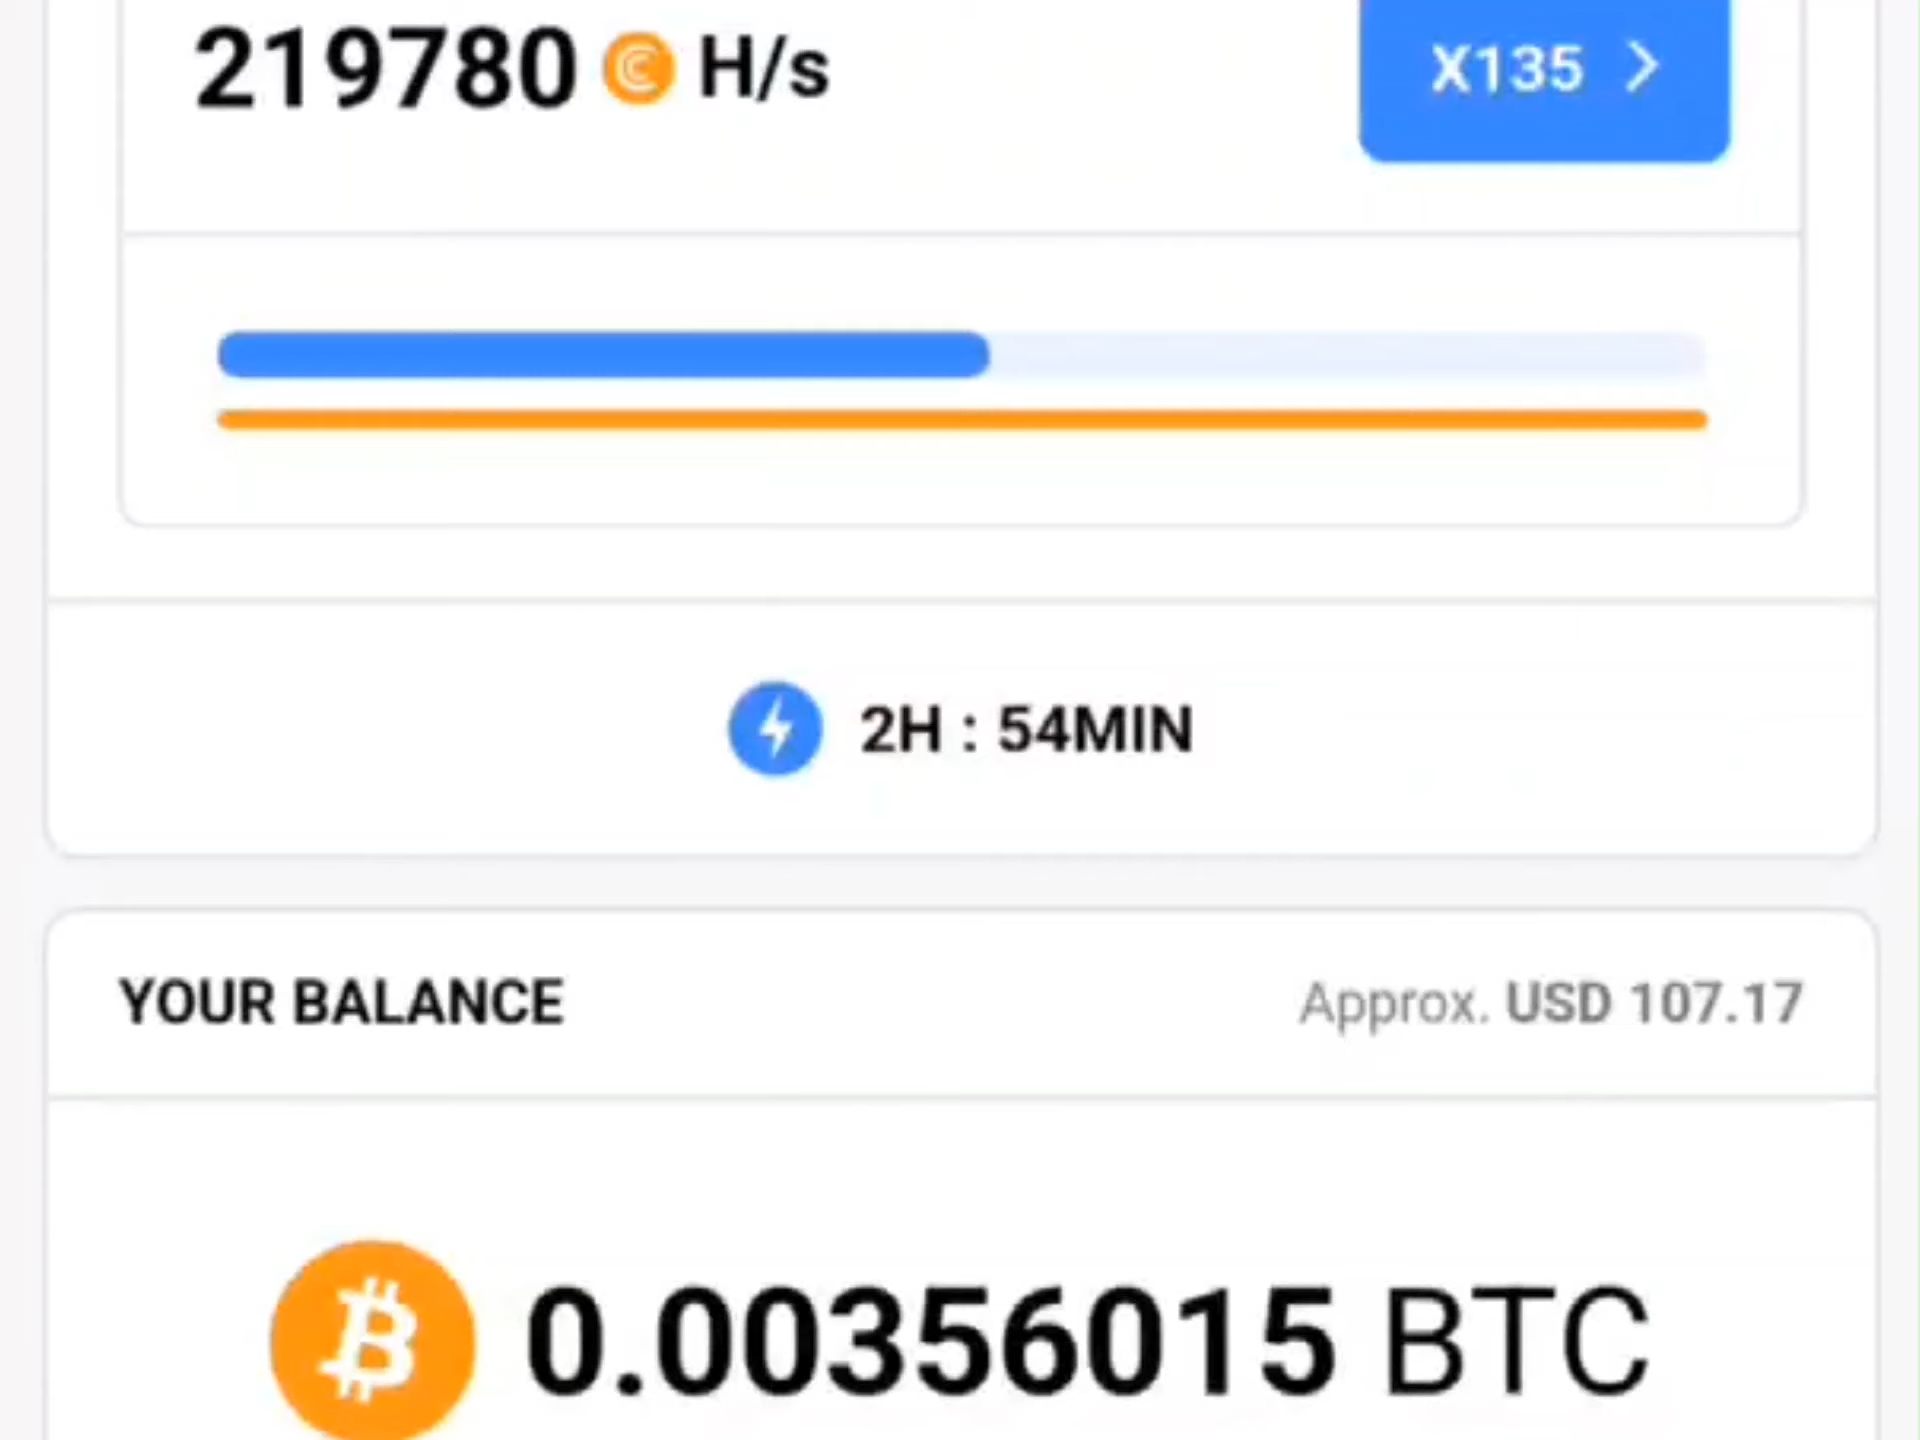 219780 H/s
X135
2H : 54MIN
YOUR BALANCE
Approx. USD 107.17
0.00356015 BTC